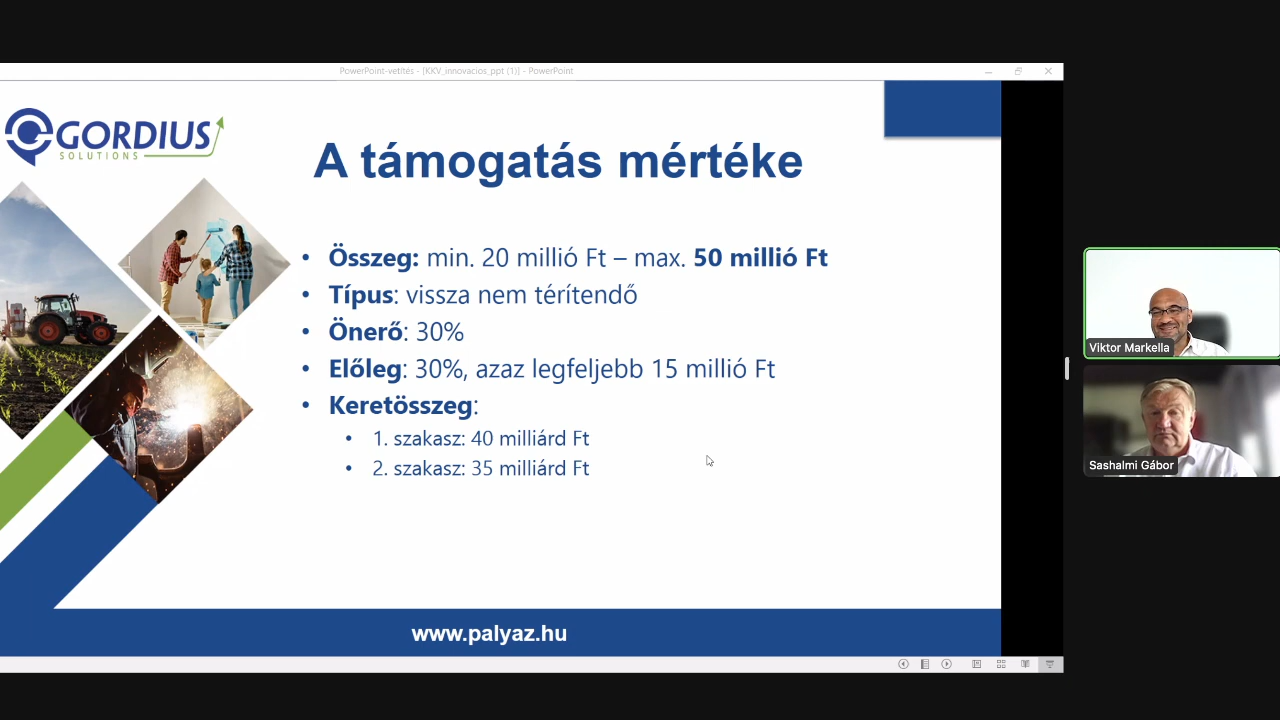 PowerPoint-vetítés - [KKV_innovacios_ppt (1)] - PowerPoint
GORDIUS
SOLUTIONS
A támogatás mértéke
• Összeg: min. 20 millió Ft – max. 50 millió Ft
• Típus: vissza nem térítendő
• Önerő: 30%
• Előleg: 30%, azaz legfeljebb 15 millió Ft
• Keretösszeg:
• 1. szakasz: 40 milliárd Ft
• 2. szakasz: 35 milliárd Ft
www.palyaz.hu
Viktor Markella
Sashalmi Gábor